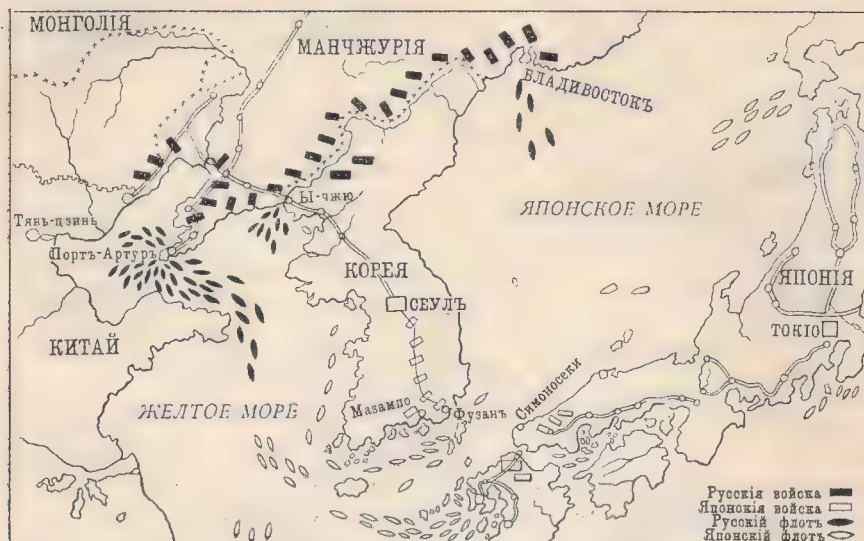 МОНГОЛІЯ
МАНЧЖУРІЯ
ВЛАДИВОСТОКЪ
Ы-чжю
Тянь-цзинь
Портъ-Артуръ
ЯПОНСКОЕ МОРЕ
КОРЕЯ
ЯПОНІЯ
СЕУЛЪ
ТОКІО
КИТАЙ
ЖЕЛТОЕ МОРЕ
Мазампо
Фузанъ
Симоносеки
Русскія войска
Японскія войска
Русскій флотъ
Японскій флотъ